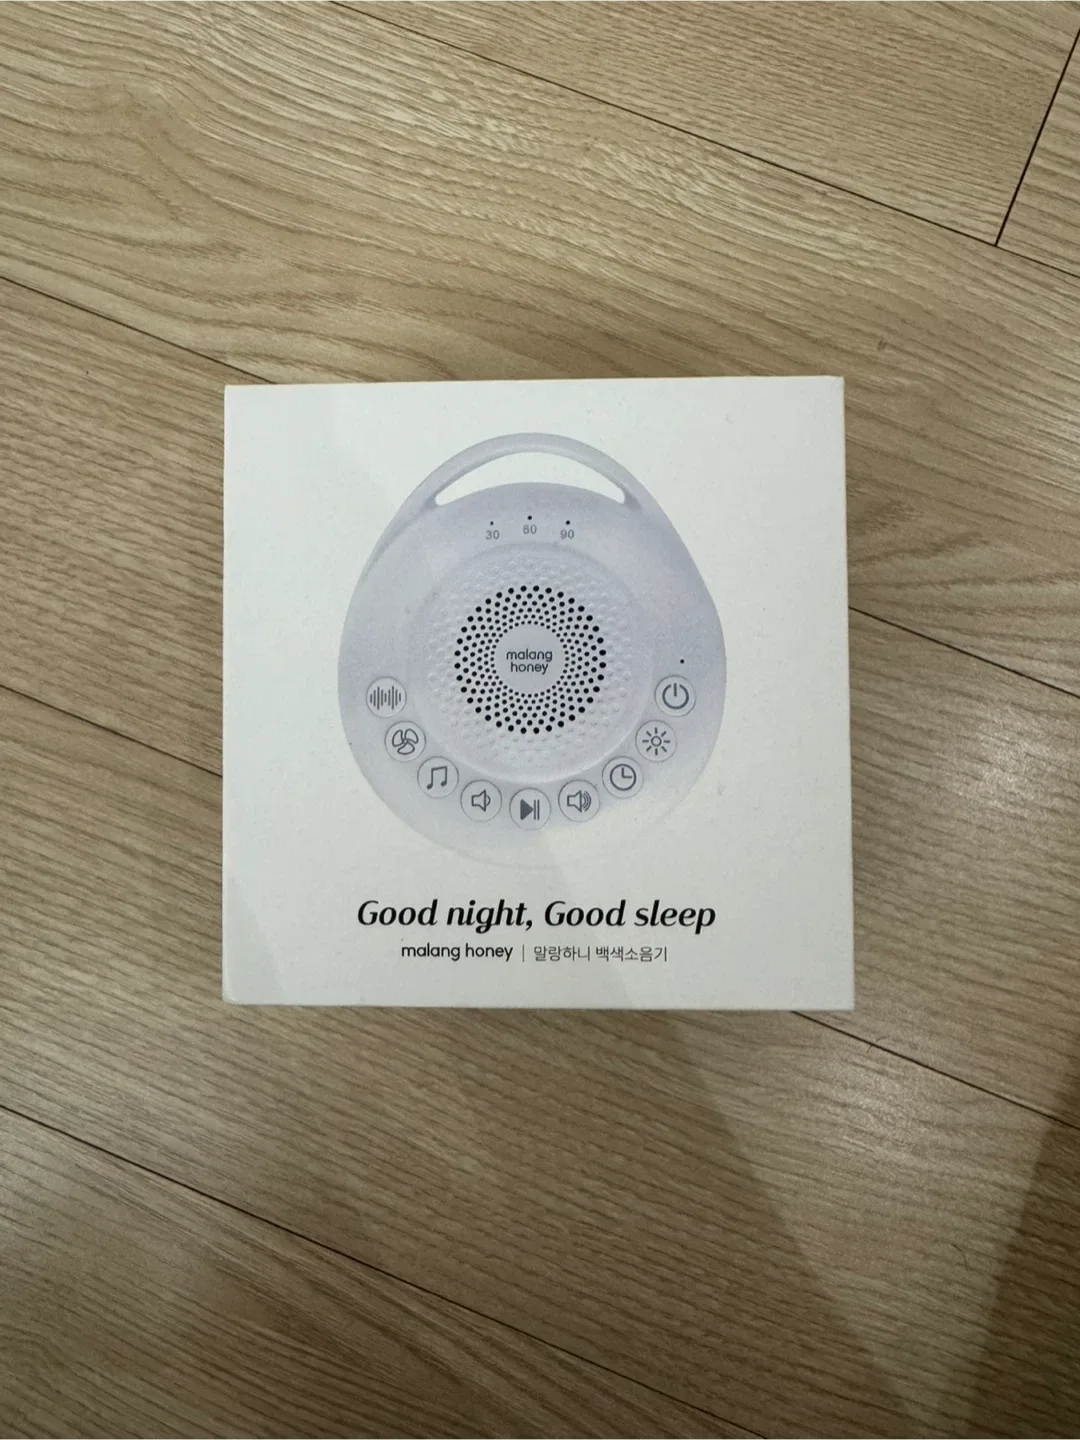 30 60 90
malang
honey
Good night, Good sleep
malang honey | 말랑하니 백색소음기